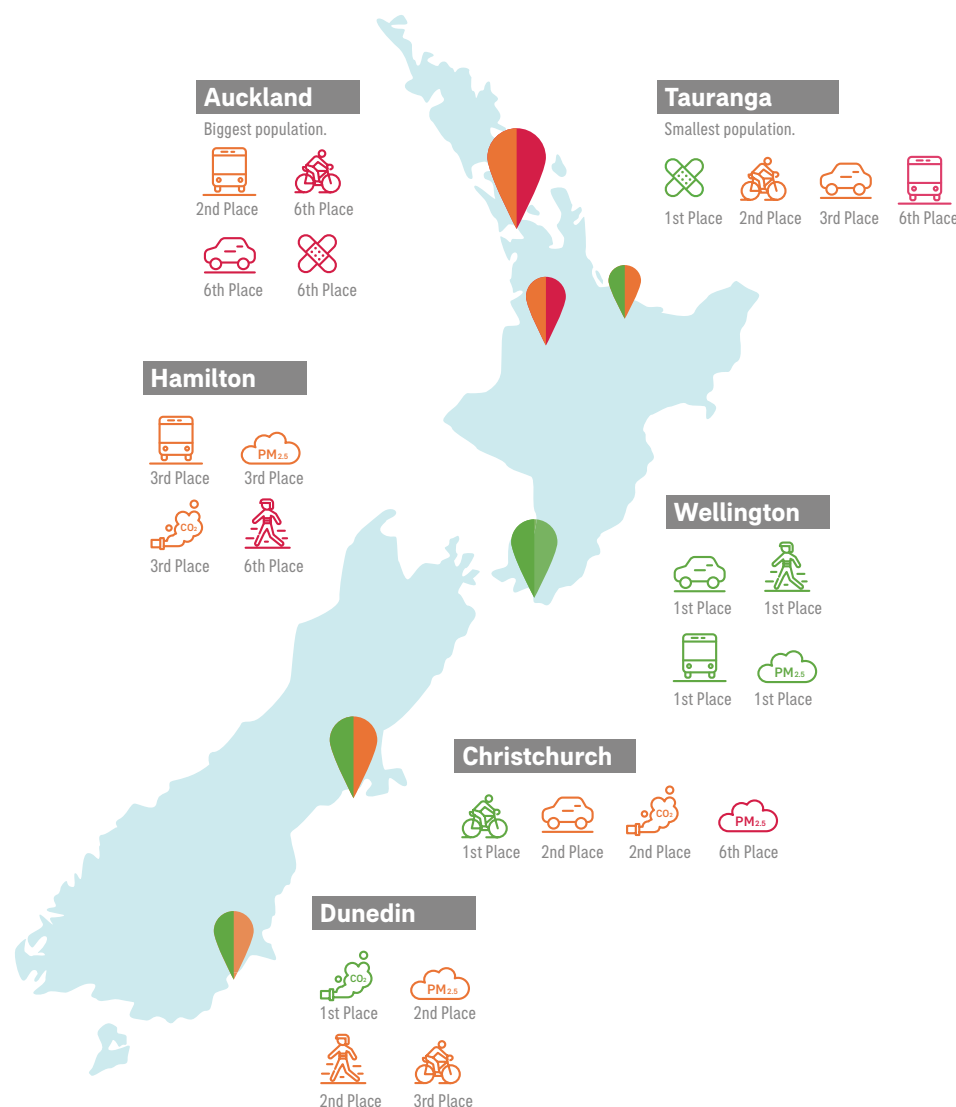 Auckland
Biggest population.
2nd Place
6th Place
6th Place
6th Place
Tauranga
Smallest population.
1st Place
2nd Place
3rd Place
6th Place
Hamilton
3rd Place
PM2.5
3rd Place
CO2
3rd Place
6th Place
Wellington
1st Place
1st Place
1st Place
PM2.5
1st Place
Christchurch
1st Place
2nd Place
CO2
2nd Place
PM2.5
6th Place
Dunedin
CO2
1st Place
PM2.5
2nd Place
2nd Place
3rd Place